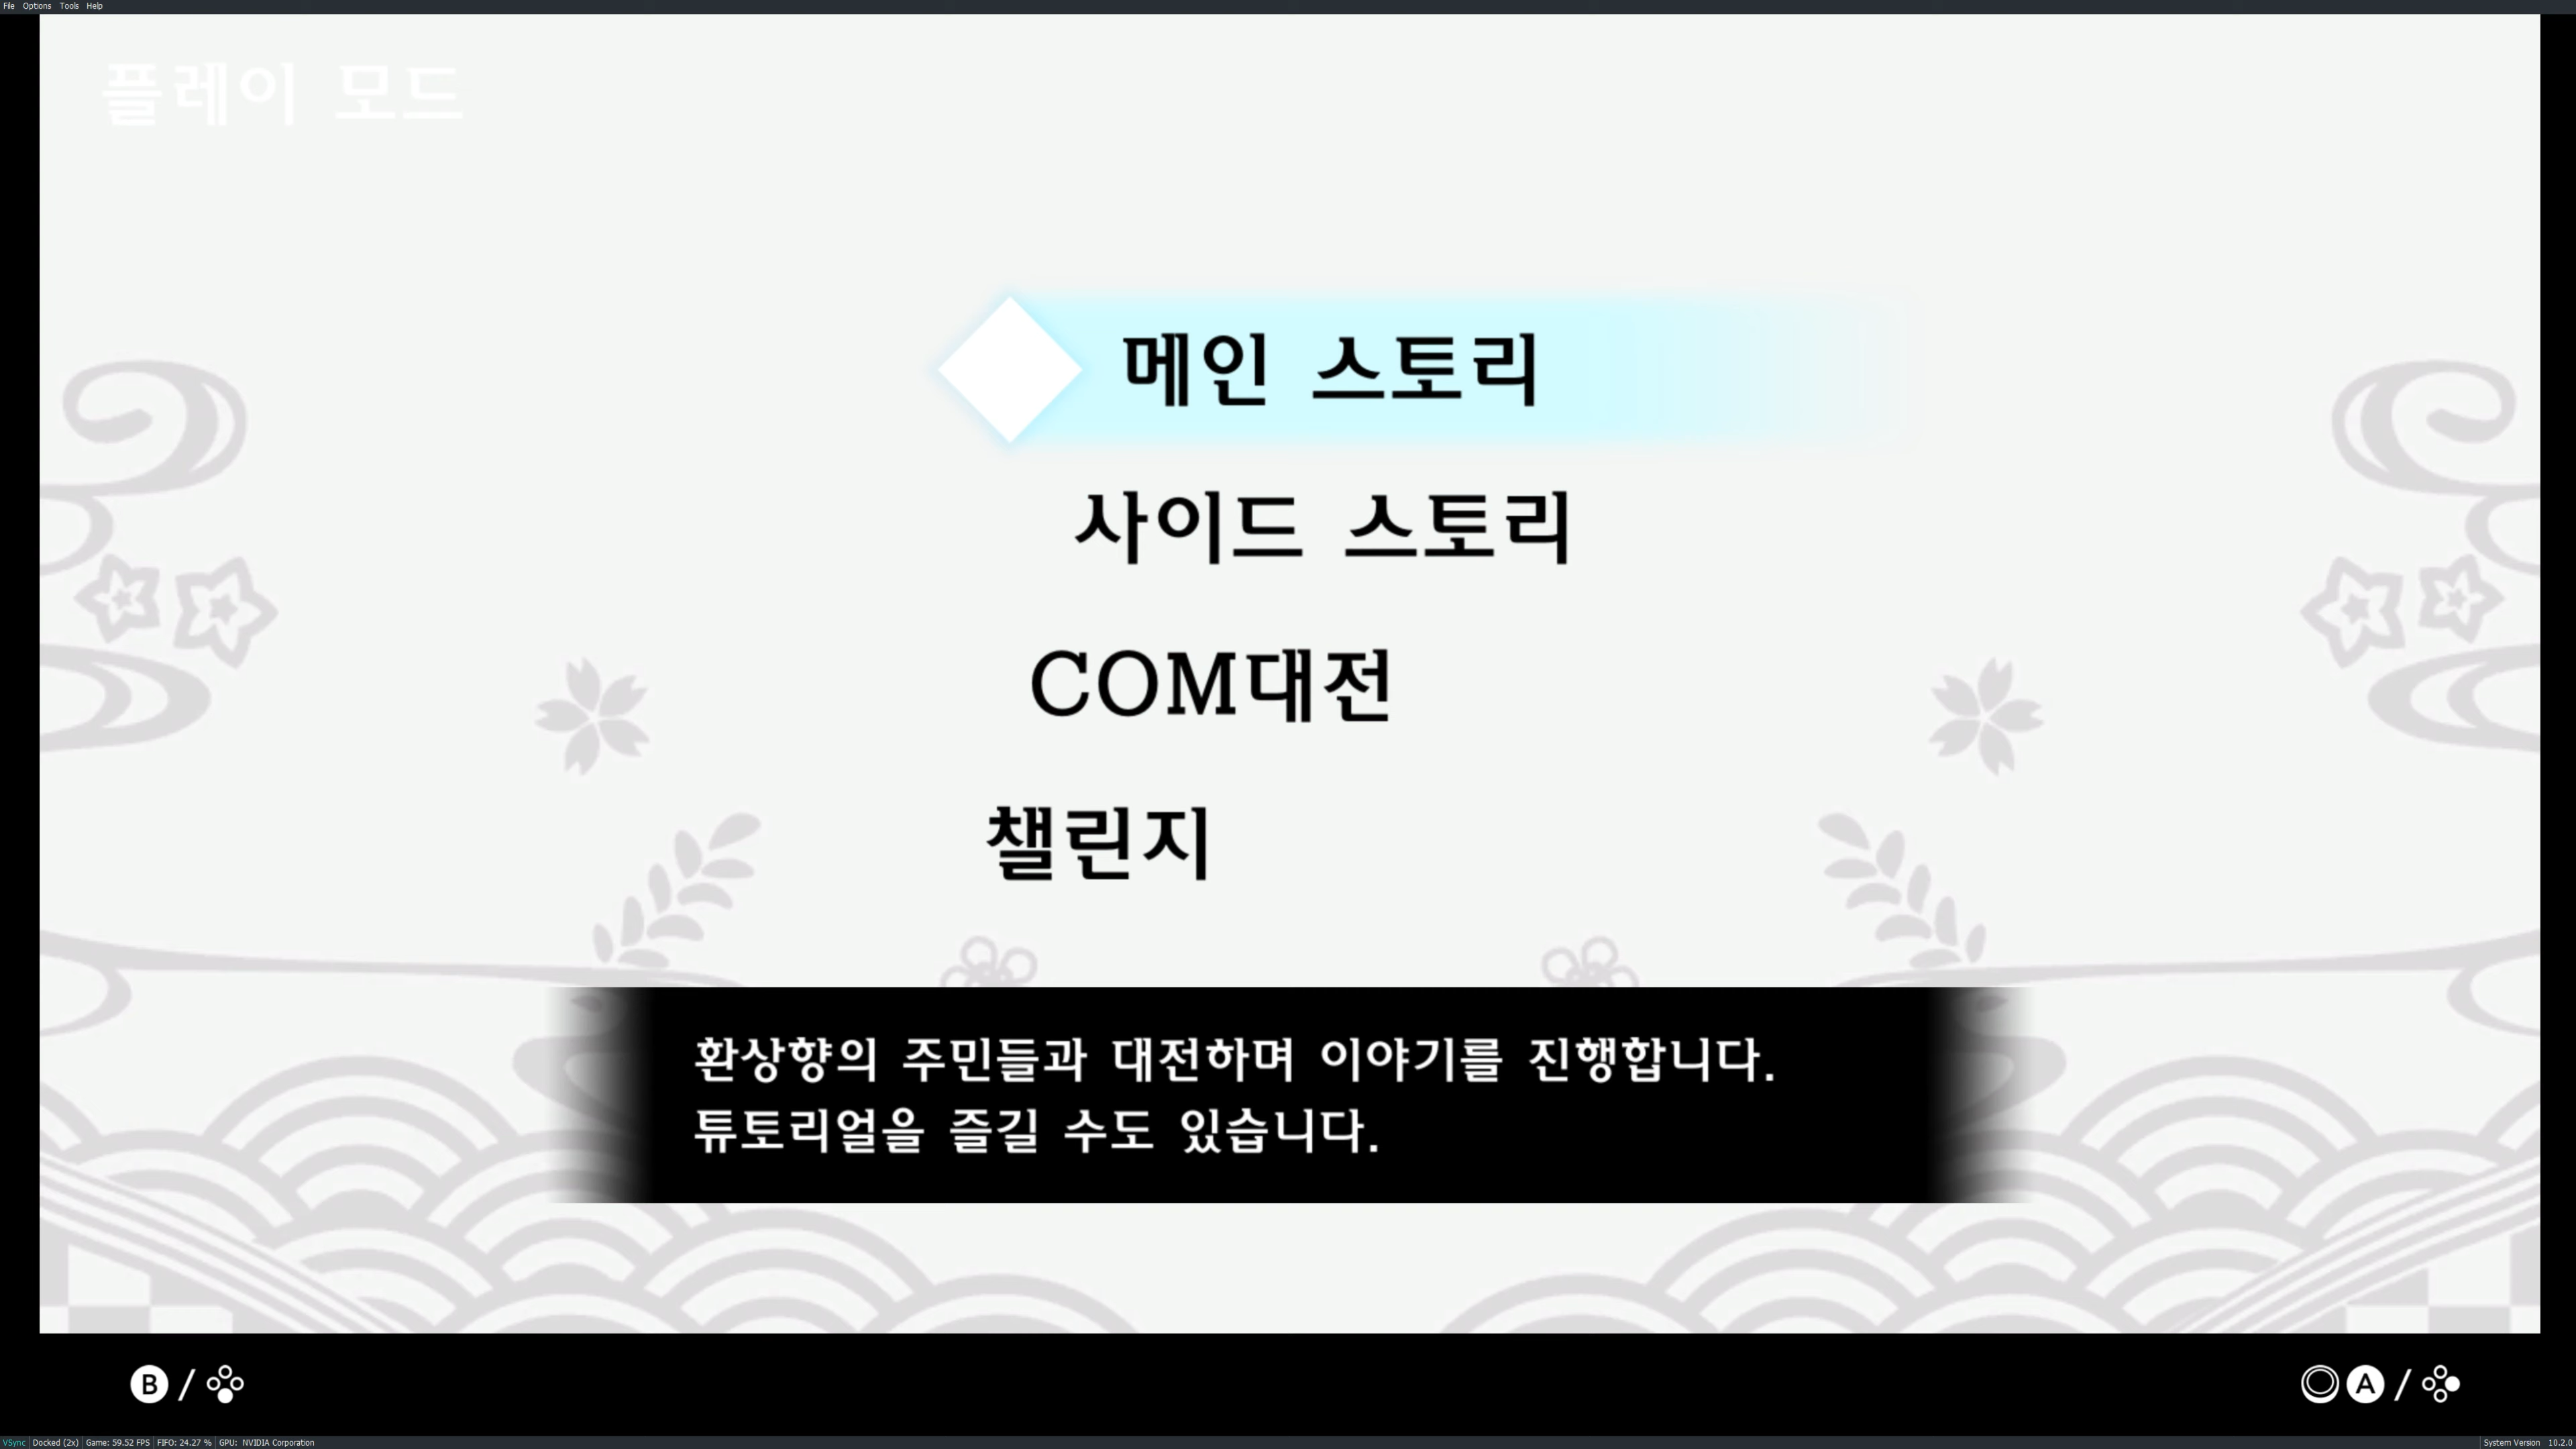 File Options Tools Help
플레이 모드
메인 스토리
사이드 스토리
COM대전
챌린지
환상향의 주민들과 대전하며 이야기를 진행합니다.
튜토리얼을 즐길 수도 있습니다.
B /
A /
VSync Docked (2x) Game: 59.52 FPS FIFO: 24.27 % GPU: NVIDIA Corporation System Version 10.2.0